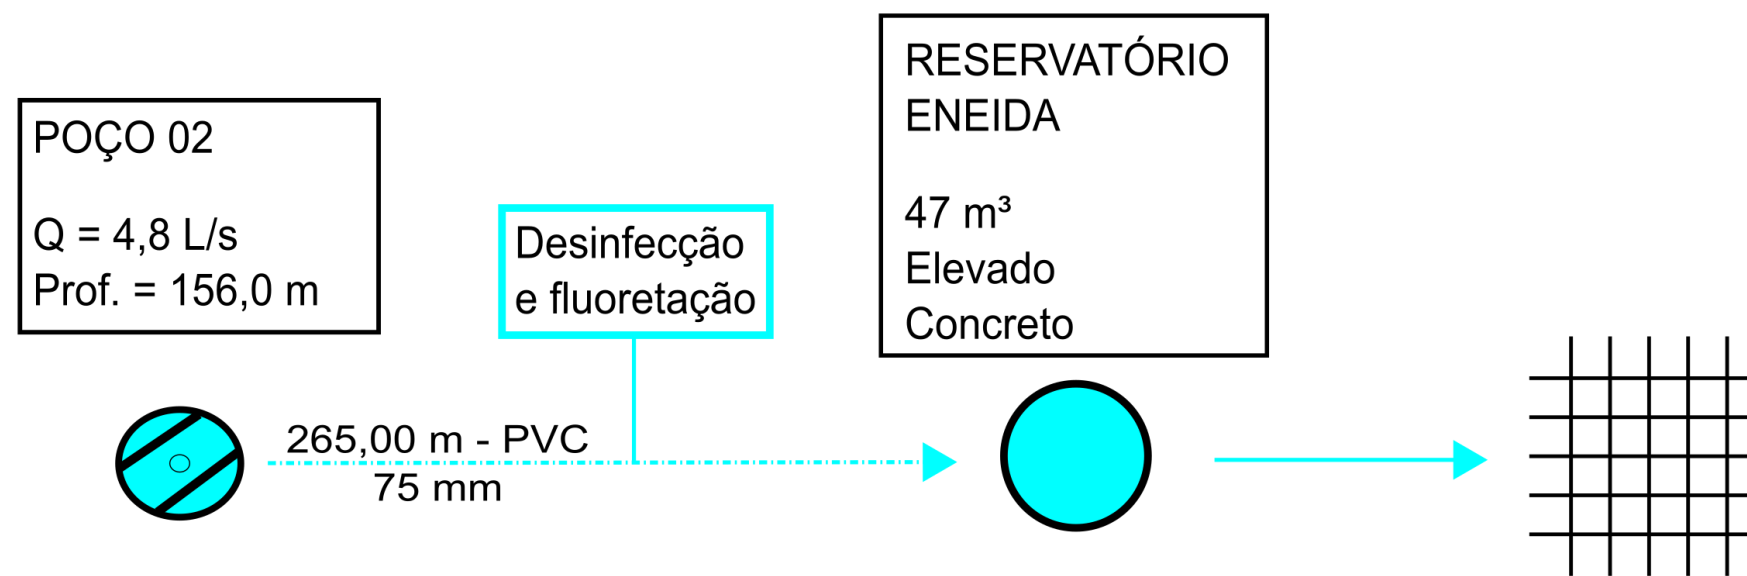 POÇO 02
Q = 4,8 L/s
Prof. = 156,0 m
Desinfecção
e fluoretação
RESERVATÓRIO
ENEIDA
47 m³
Elevado
Concreto
265,00 m - PVC
75 mm